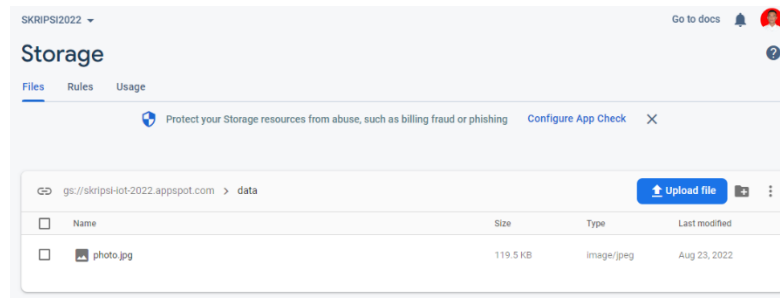 SKRIPSI2022
Go to docs
Storage
Files Rules Usage
Protect your Storage resources from abuse, such as billing fraud or phishing Configure App Check
gs://skripsi-iot-2022.appspot.com > data
Upload file
Name Size Type Last modified
photo.jpg 119.5 KB image/jpeg Aug 23, 2022